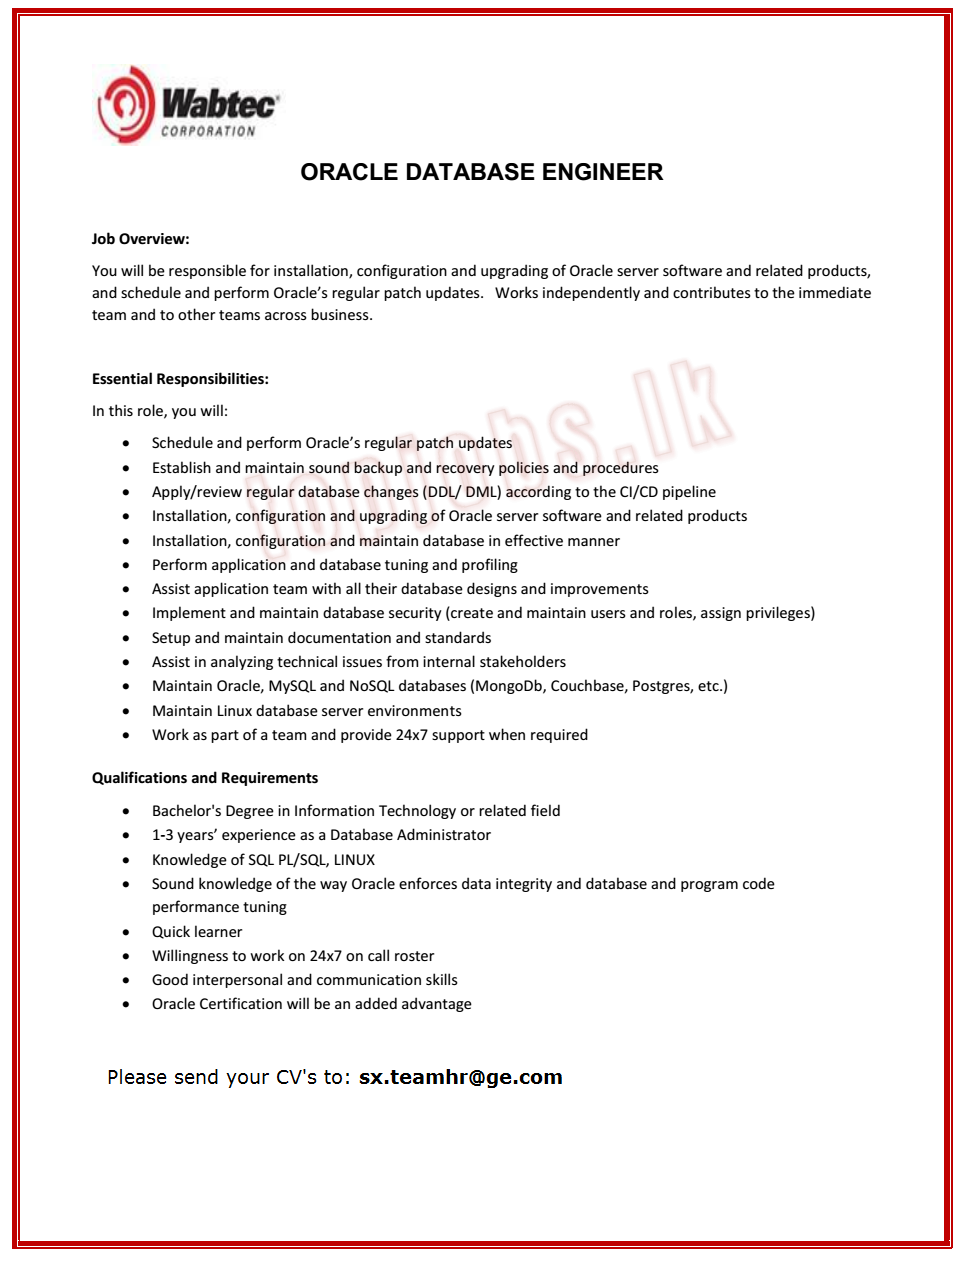 Wabtec
CORPORATION
ORACLE DATABASE ENGINEER
Job Overview:
You will be responsible for installation, configuration and upgrading of Oracle server software and related products,
and schedule and perform Oracle’s regular patch updates.   Works independently and contributes to the immediate
team and to other teams across business.
Essential Responsibilities:
In this role, you will:
• Schedule and perform Oracle’s regular patch updates
• Establish and maintain sound backup and recovery policies and procedures
• Apply/review regular database changes (DDL/ DML) according to the CI/CD pipeline
• Installation, configuration and upgrading of Oracle server software and related products
• Installation, configuration and maintain database in effective manner
• Perform application and database tuning and profiling
• Assist application team with all their database designs and improvements
• Implement and maintain database security (create and maintain users and roles, assign privileges)
• Setup and maintain documentation and standards
• Assist in analyzing technical issues from internal stakeholders
• Maintain Oracle, MySQL and NoSQL databases (MongoDb, Couchbase, Postgres, etc.)
• Maintain Linux database server environments
• Work as part of a team and provide 24x7 support when required
topjobs.lk
Qualifications and Requirements
• Bachelor's Degree in Information Technology or related field
• 1-3 years’ experience as a Database Administrator
• Knowledge of SQL PL/SQL, LINUX
• Sound knowledge of the way Oracle enforces data integrity and database and program code
performance tuning
• Quick learner
• Willingness to work on 24x7 on call roster
• Good interpersonal and communication skills
• Oracle Certification will be an added advantage
Please send your CV's to: sx.teamhr@ge.com